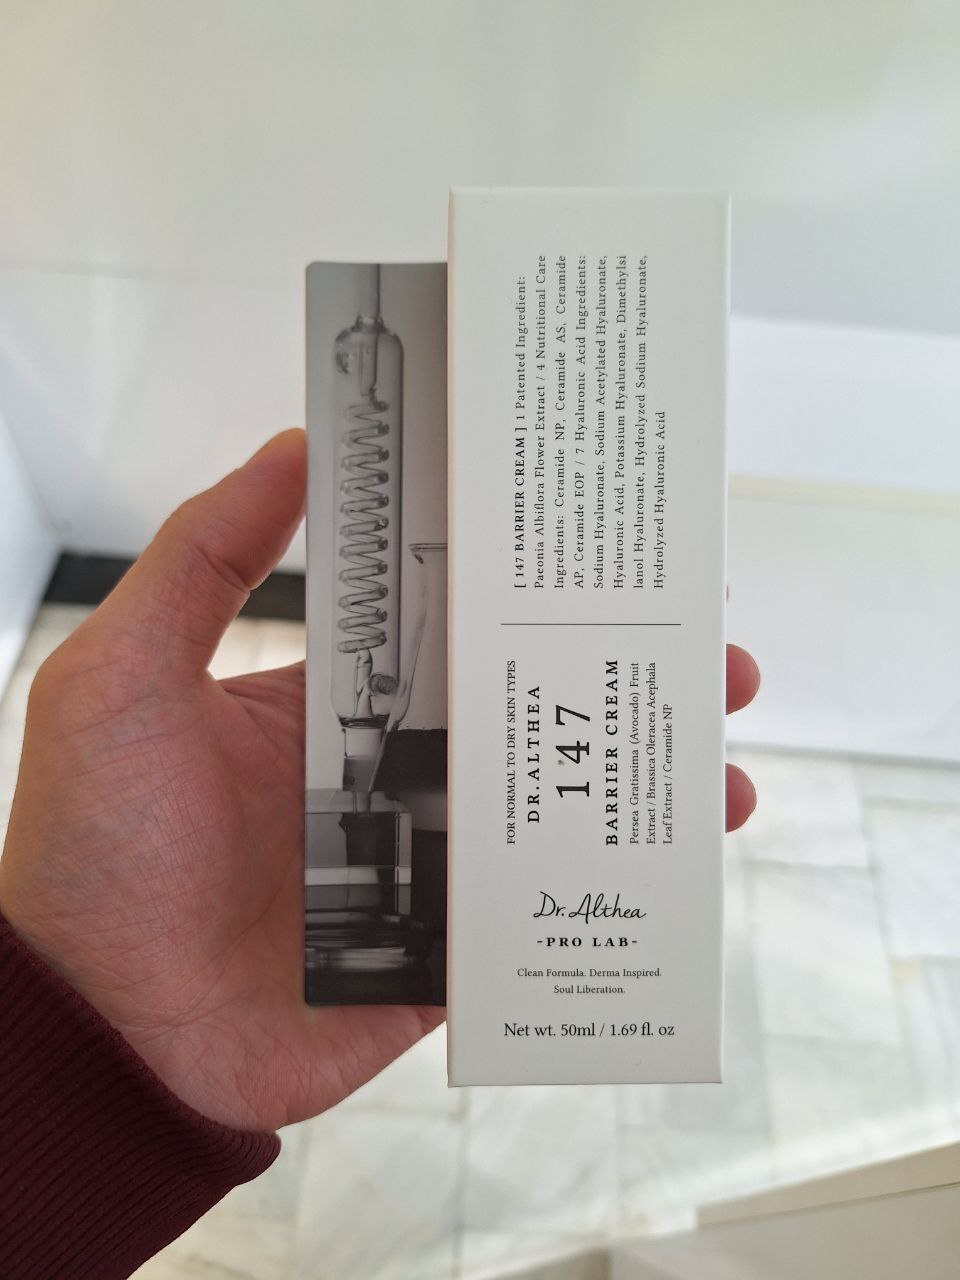 [ 147 BARRIER CREAM ] 1 Patented Ingredient:
Paeonia Albiflora Flower Extract / 4 Nutritional Care
Ingredients: Ceramide NP, Ceramide AS, Ceramide
AP, Ceramide EOP / 7 Hyaluronic Acid Ingredients:
Sodium Hyaluronate, Sodium Acetylated Hyaluronate,
Hyaluronic Acid, Potassium Hyaluronate, Dimethylsi
lanol Hyaluronate, Hydrolyzed Sodium Hyaluronate,
Hydrolyzed Hyaluronic Acid
FOR NORMAL TO DRY SKIN TYPES
DR.ALTHEA
147
BARRIER CREAM
Persea Gratissima (Avocado) Fruit
Extract / Brassica Oleracea Acephala
Leaf Extract / Ceramide NP
Dr.Althea
-PRO LAB-
Clean Formula. Derma Inspired.
Soul Liberation.
Net wt. 50ml / 1.69 fl. oz